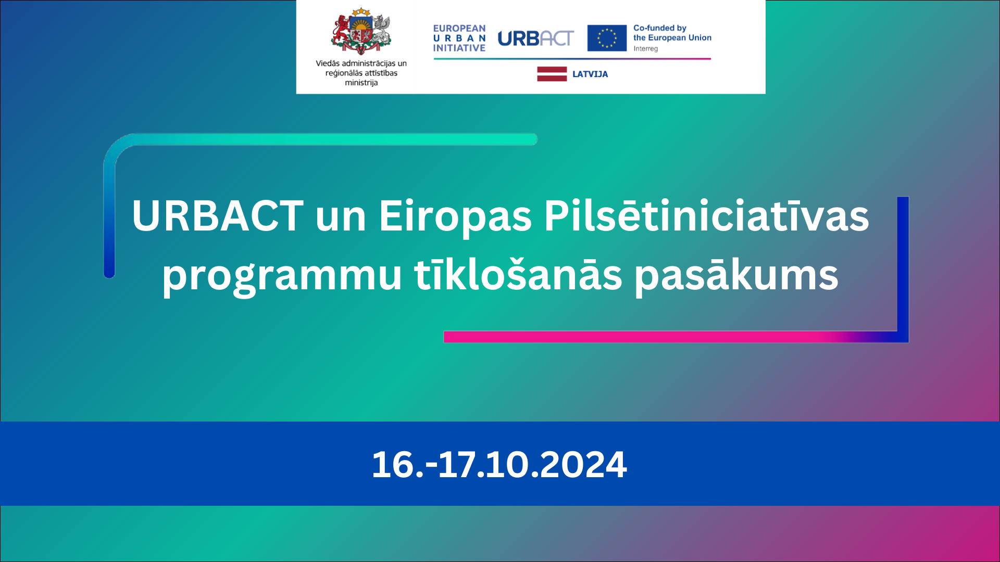 Viedās administrācijas un
reģionālās attīstības
ministrija
EUROPEAN
URBAN
INITIATIVE
URBACT
Co-funded by
the European Union
Interreg
LATVIJA
URBACT un Eiropas Pilsētiniciatīvas
programmu tīklošanās pasākums
16.-17.10.2024